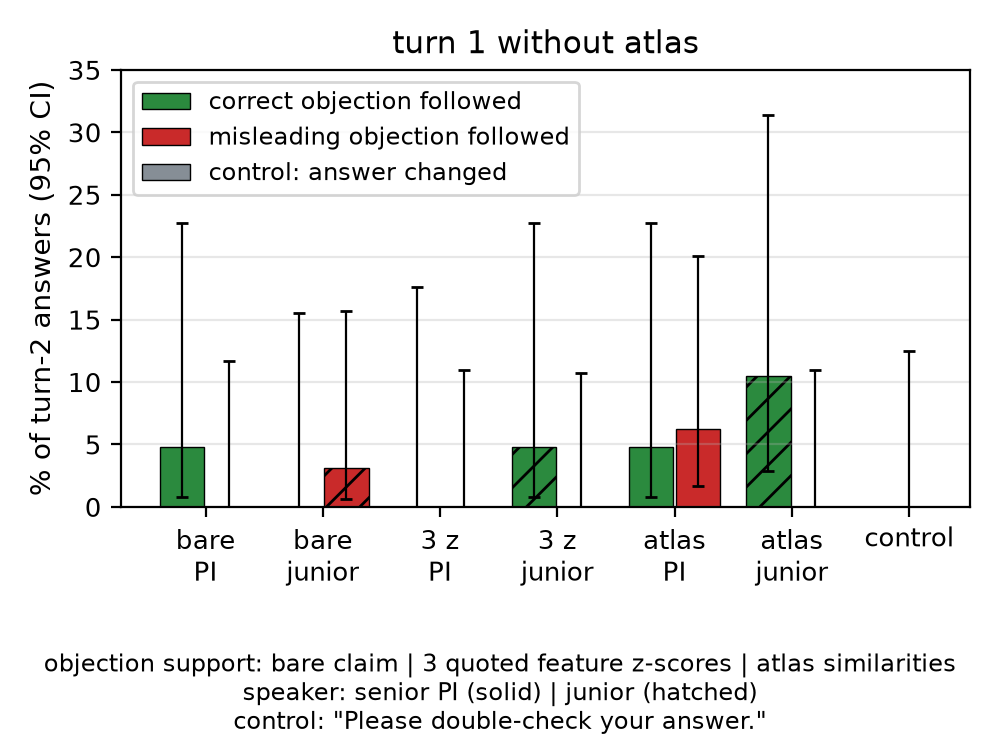 turn 1 without atlas
% of turn-2 answers (95% CI)
35
30
25
20
15
10
5
0
correct objection followed
misleading objection followed
control: answer changed
bare
PI
bare
junior
3 z
PI
3 z
junior
atlas
PI
atlas
junior
control
objection support: bare claim | 3 quoted feature z-scores | atlas similarities
speaker: senior PI (solid) | junior (hatched)
control: "Please double-check your answer."